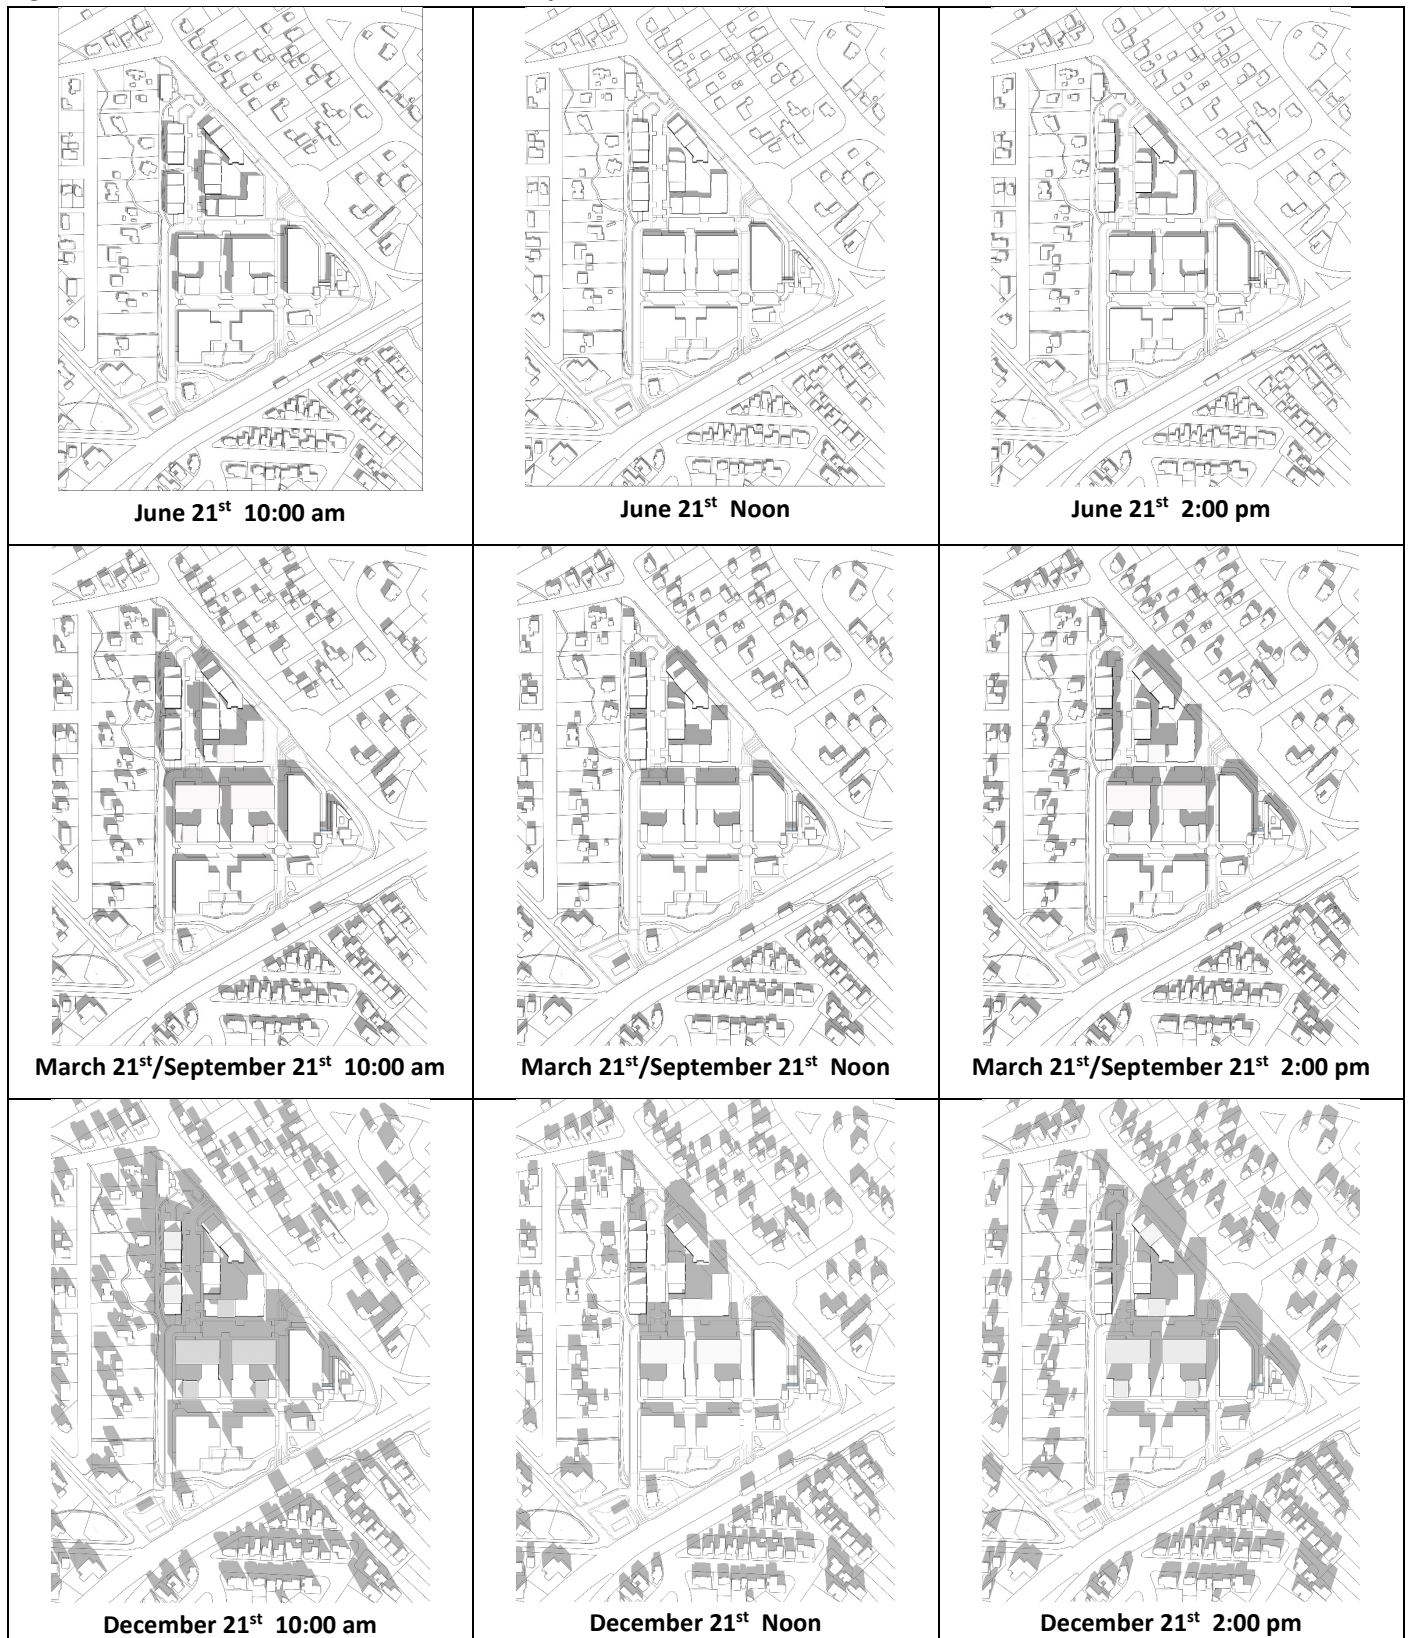 June 21st 10:00 am
June 21st Noon
June 21st 2:00 pm
March 21st/September 21st 10:00 am
March 21st/September 21st Noon
March 21st/September 21st 2:00 pm
December 21st 10:00 am
December 21st Noon
December 21st 2:00 pm